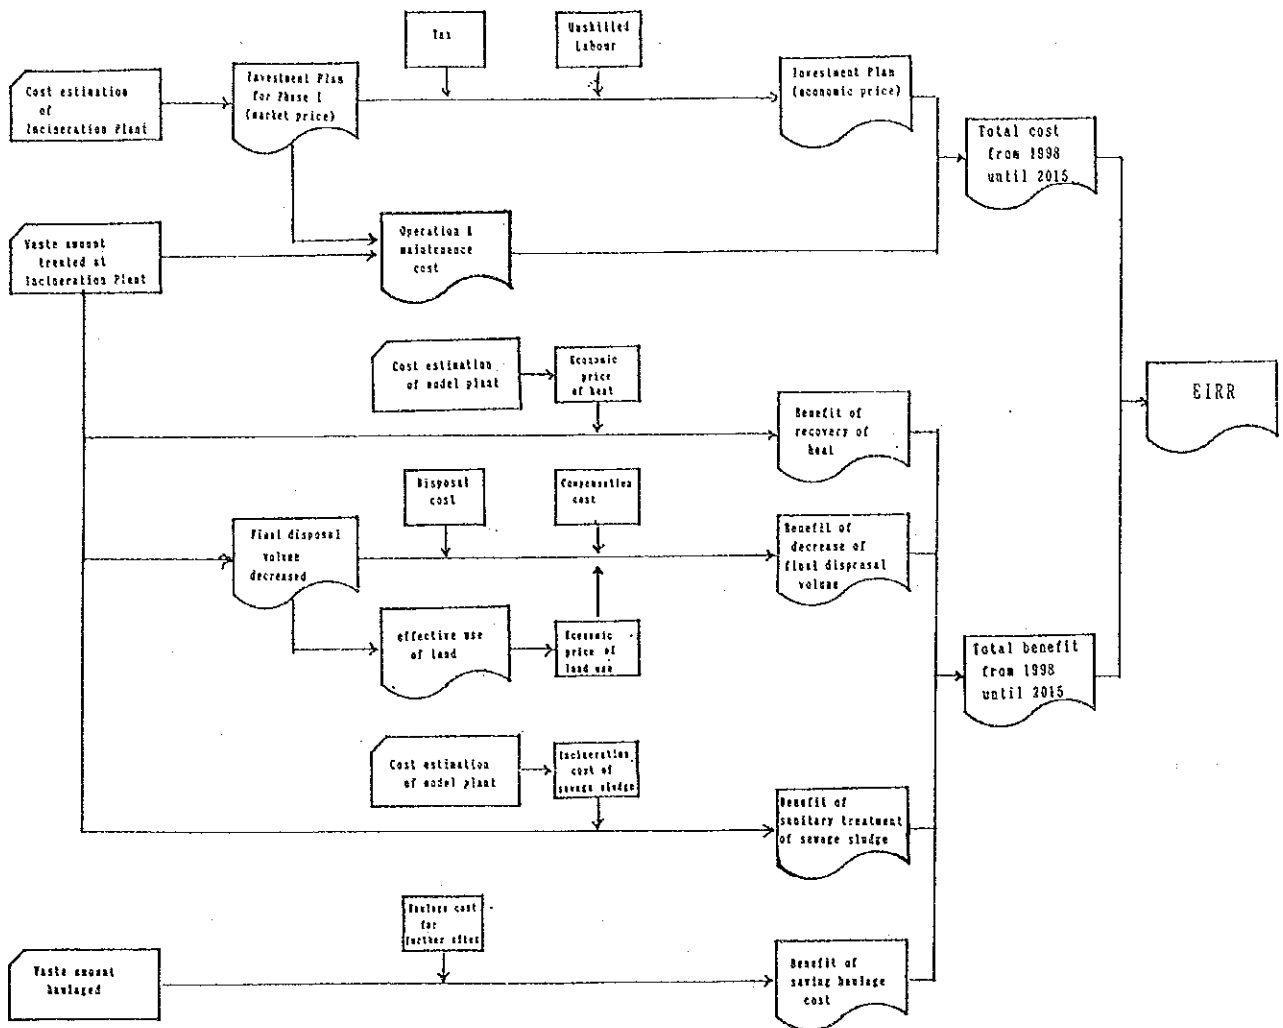 Tax
Unskilled
Labour
Cost estimation
of
Incineration Plant
Investment Plan
for Phase I
(market price)
Investment Plan
(economic price)
Total cost
from 1998
until 2015
Waste amount
treated at
Incineration Plant
Operation &
maintenence
cost
Cost estimation
of model plant
Economic
price
of heat
EIRR
Benefit of
recovery of
heat
Disposal
cost
Compensation
cost
Final disposal
volume
decreased
Benefit of
decrease of
final disposal
volume
effective use
of land
Economic
price of
land use
Total benefit
from 1998
until 2015
Cost estimation
of model plant
Incineration
cost of
sewage sludge
Benefit of
sanitary treatment
of sewage sludge
Haulage cost
for
further sites
Waste amount
haulaged
Benefit of
saving haulage
cost